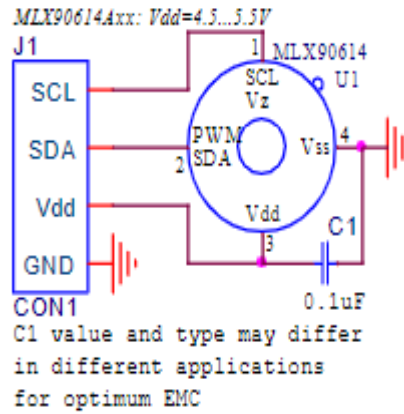 MLX90614Axx: Vdd=4.5...5.5V
J1
1
MLX90614
SCL
SCL
U1
Vz
SDA
PWM
Vss
4
2
SDA
Vdd
Vdd
3
C1
GND
CON1
0.1uF
C1 value and type may differ
in different applications
for optimum EMC